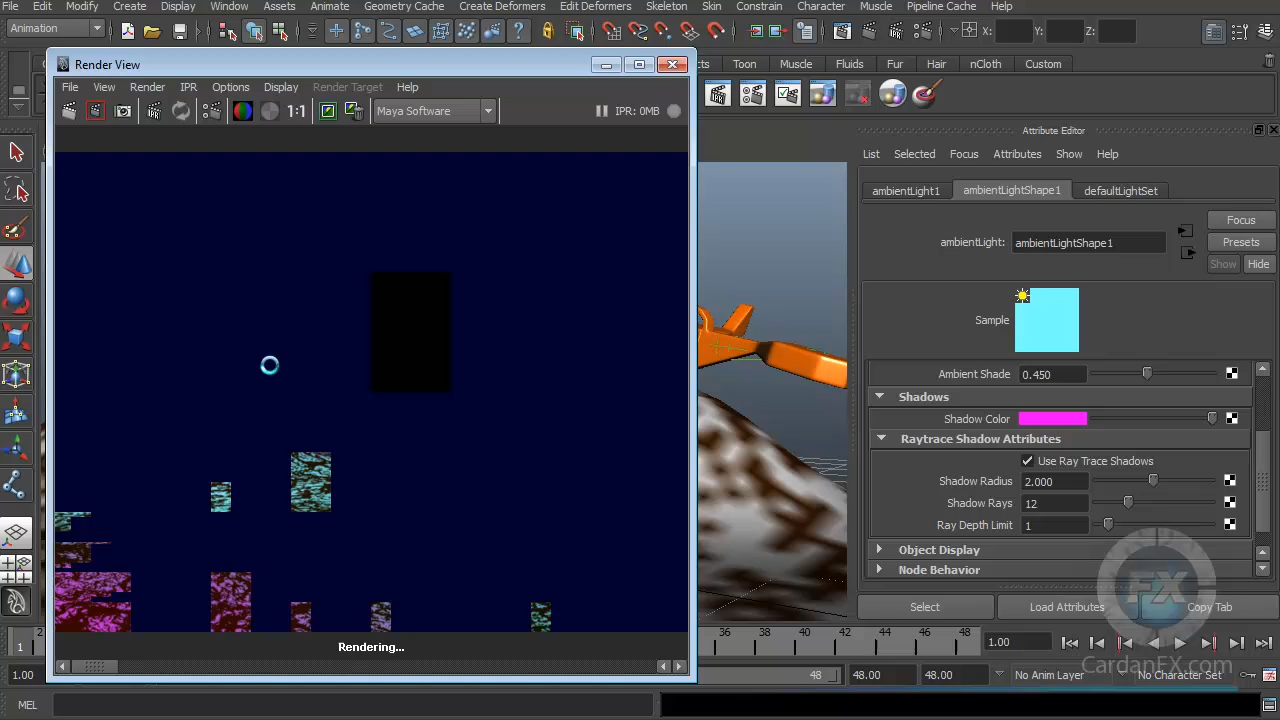 File Edit Modify Create Display Window Assets Animate Geometry Cache Create Deformers Edit Deformers Skeleton Skin Constrain Character Muscle Pipeline Cache Help
Animation X: Y: Z:
Render View
Toon Muscle Fluids Fur Hair nCloth Custom
File View Render IPR Options Display Render Target Help
1:1 Maya Software IPR: 0MB
Attribute Editor
List Selected Focus Attributes Show Help
ambientLight1 ambientLightShape1 defaultLightSet
Focus
ambientLight: ambientLightShape1 Presets
Show Hide
Sample
Ambient Shade 0.450
Shadows
Shadow Color
Raytrace Shadow Attributes
Use Ray Trace Shadows
Shadow Radius 2.000
Shadow Rays 12
Ray Depth Limit 1
Object Display
Node Behavior
FX
Select Load Attributes Copy Tab
Rendering...
1 2 36 38 40 42 44 46 48 1.00
CardanFX.com
1.00 48 48.00 48.00 No Anim Layer No Character Set
MEL